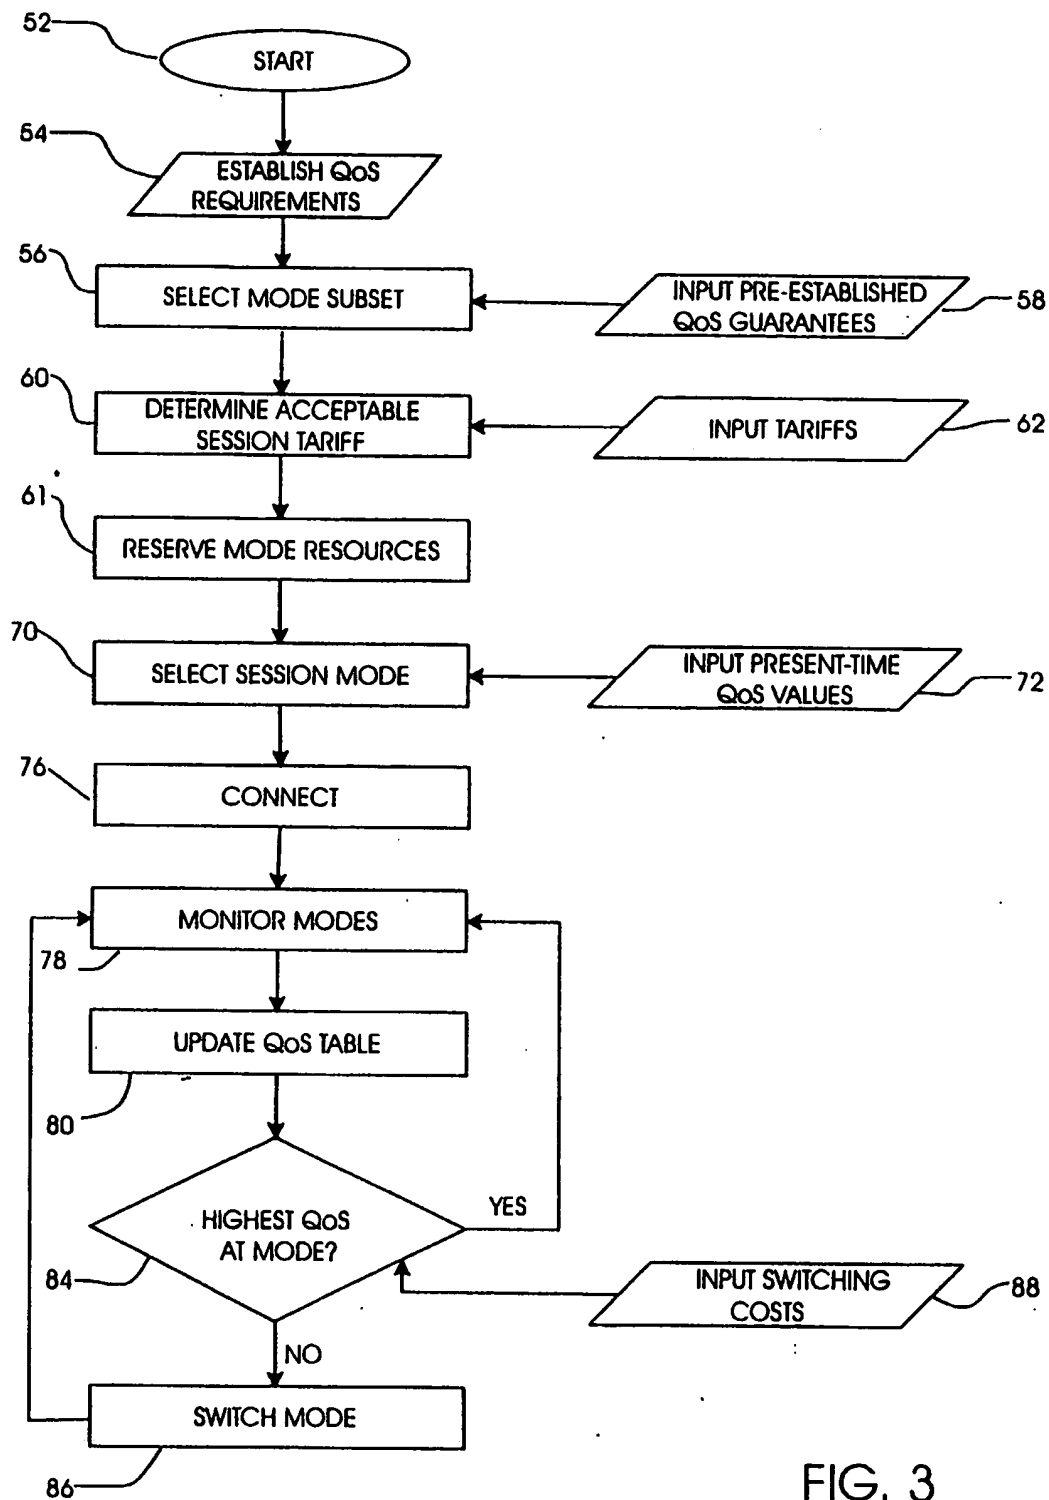 52
START
54
ESTABLISH QoS
REQUIREMENTS
56
SELECT MODE SUBSET
INPUT PRE-ESTABLISHED
QoS GUARANTEES
58
60
DETERMINE ACCEPTABLE
SESSION TARIFF
INPUT TARIFFS
62
61
RESERVE MODE RESOURCES
70
SELECT SESSION MODE
INPUT PRESENT-TIME
QoS VALUES
72
76
CONNECT
MONITOR MODES
78
UPDATE QoS TABLE
80
HIGHEST QoS
AT MODE?
YES
84
INPUT SWITCHING
COSTS
88
NO
SWITCH MODE
86
FIG. 3